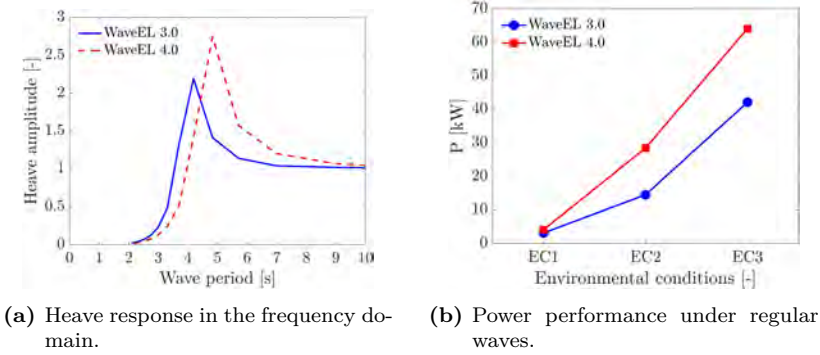 3
2.5
2
1.5
1
0.5
0
WaveEL 3.0
WaveEL 4.0
Heave amplitude [-]
0 1 2 3 4 5 6 7 8 9 10
Wave period [s]
(a) Heave response in the frequency do-
main.
70
60
50
40
30
20
10
0
WaveEL 3.0
WaveEL 4.0
P [kW]
EC1 EC2 EC3
Environmental conditions [-]
(b) Power performance under regular
waves.